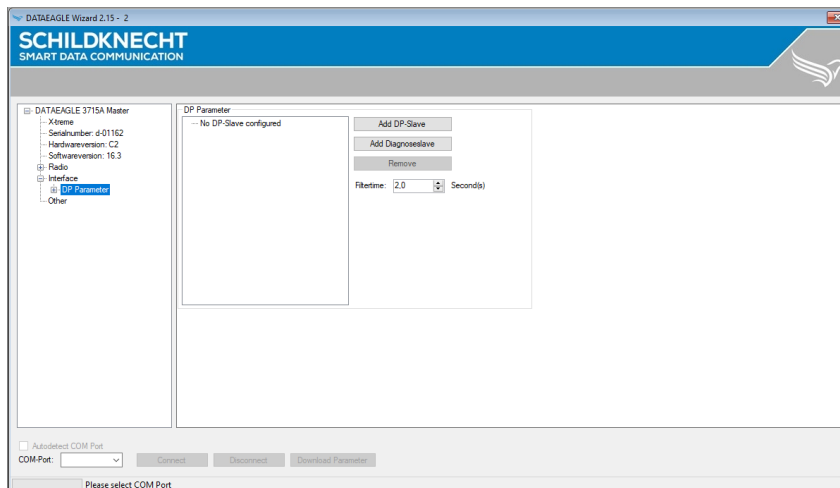 DATAEAGLE Wizard 2.15 - 2
SCHILDKNECHT
SMART DATA COMMUNICATION
DATAEAGLE 3715A Master
X-treme
Serialnumber: d-01162
Hardwareversion: C2
Softwareversion: 16.3
Radio
Interface
DP Parameter
Other
DP Parameter
No DP-Slave configured
Add DP-Slave
Add Diagnoseslave
Remove
Filtertime: 2,0 Second(s)
Autodetect COM Port
COM-Port: Connect Disconnect Download Parameter
Please select COM Port